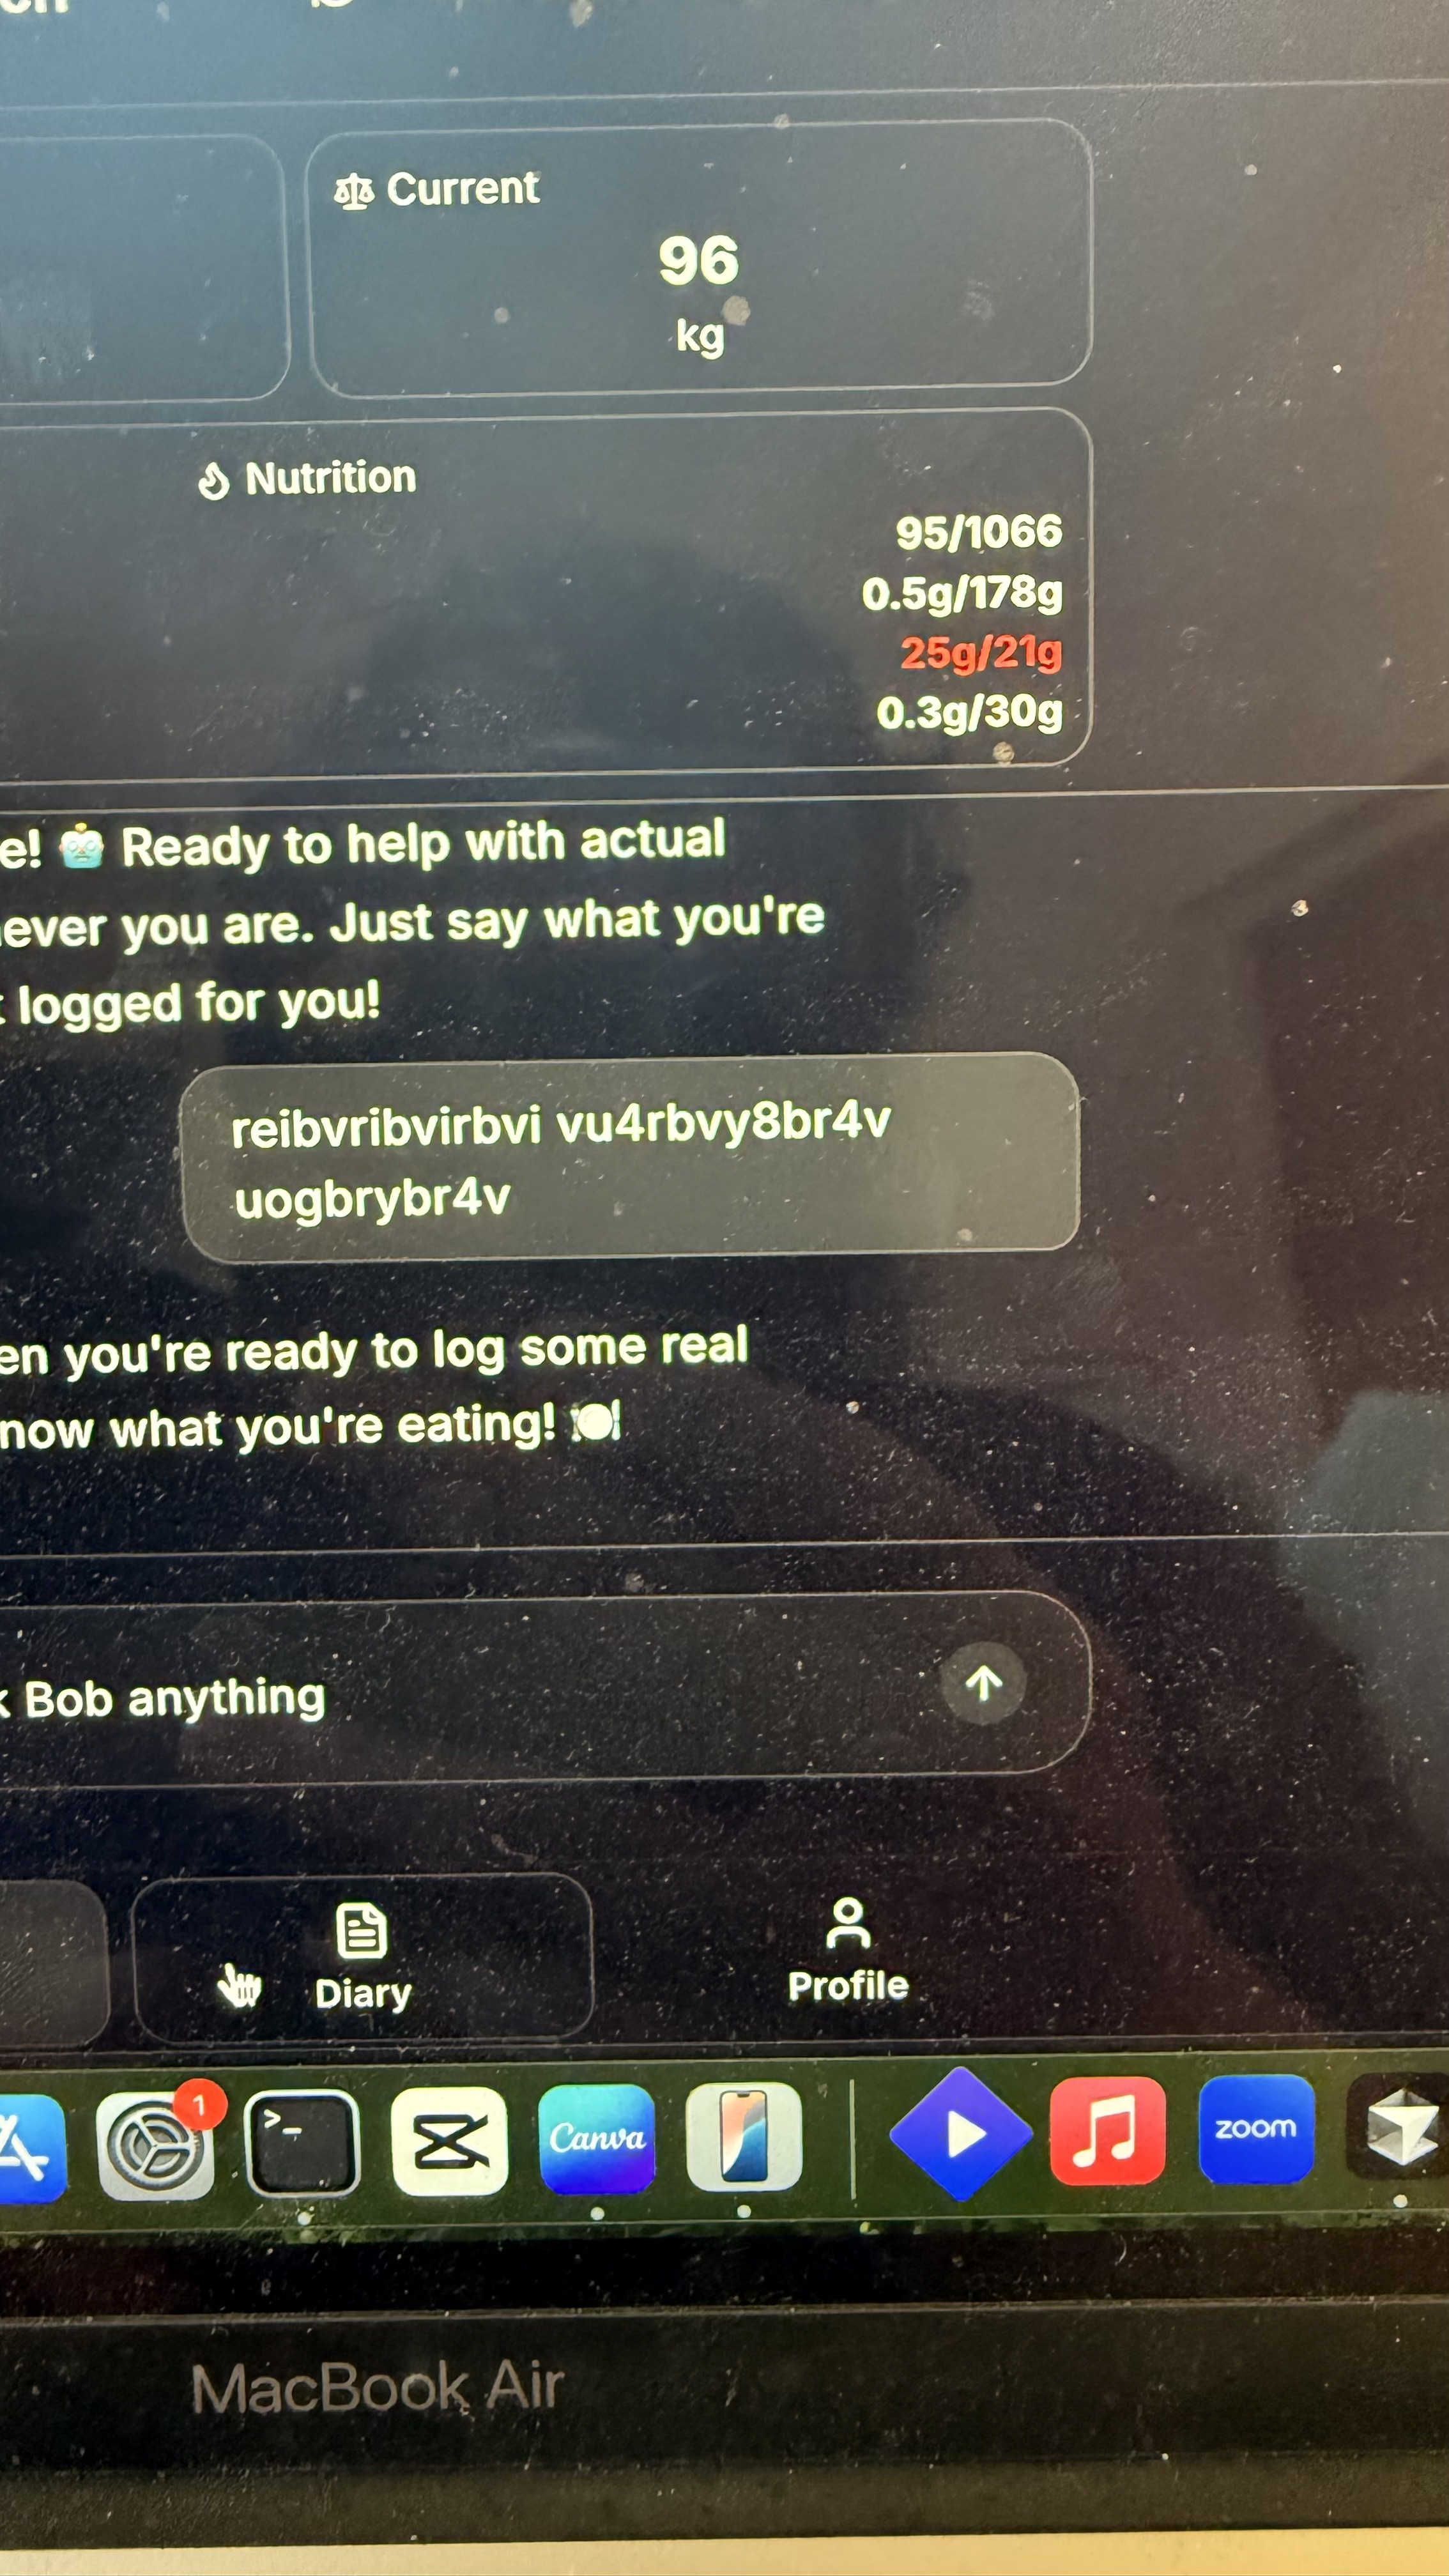 Current
96
kg
Nutrition
95/1066
0.5g/178g
25g/21g
0.3g/30g
e! Ready to help with actual
ever you are. Just say what you're
logged for you!
reibvribvirbvi vu4rbvy8br4v
uogbrybr4v
en you're ready to log some real
now what you're eating!
k Bob anything
Diary
Profile
1
>_
Canva
zoom
MacBook Air